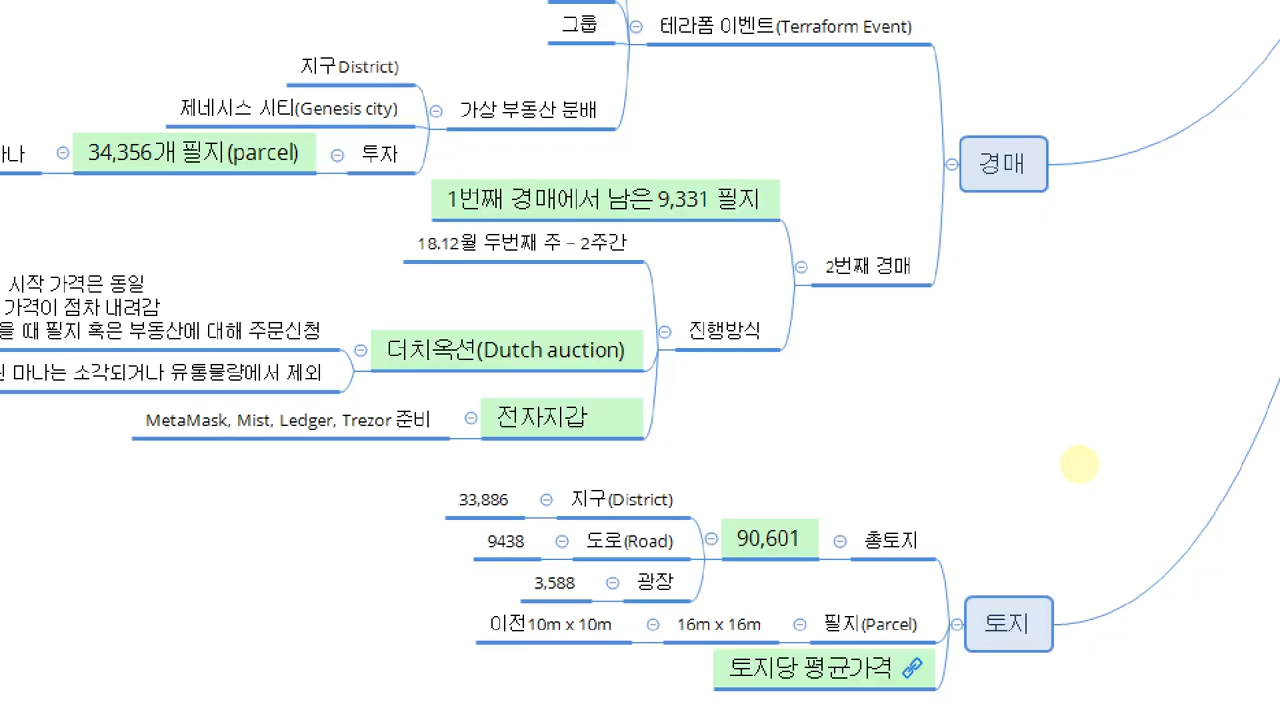 그룹
테라폼 이벤트(Terraform Event)
지구District)
제네시스 시티(Genesis city)
가상 부동산 분배
34,356개 필지(parcel)
투자
경매
1번째 경매에서 남은 9,331 필지
18.12월 두번째 주 – 2주간
2번째 경매
시작 가격은 동일
가격이 점차 내려감
때 필지 혹은 부동산에 대해 주문신청
진행방식
더치옥션(Dutch auction)
마나는 소각되거나 유통물량에서 제외
MetaMask, Mist, Ledger, Trezor 준비
전자지갑
33,886
지구(District)
9438
도로(Road)
90,601
총토지
3,588
광장
이전10m x 10m
16m x 16m
필지(Parcel)
토지
토지당 평균가격